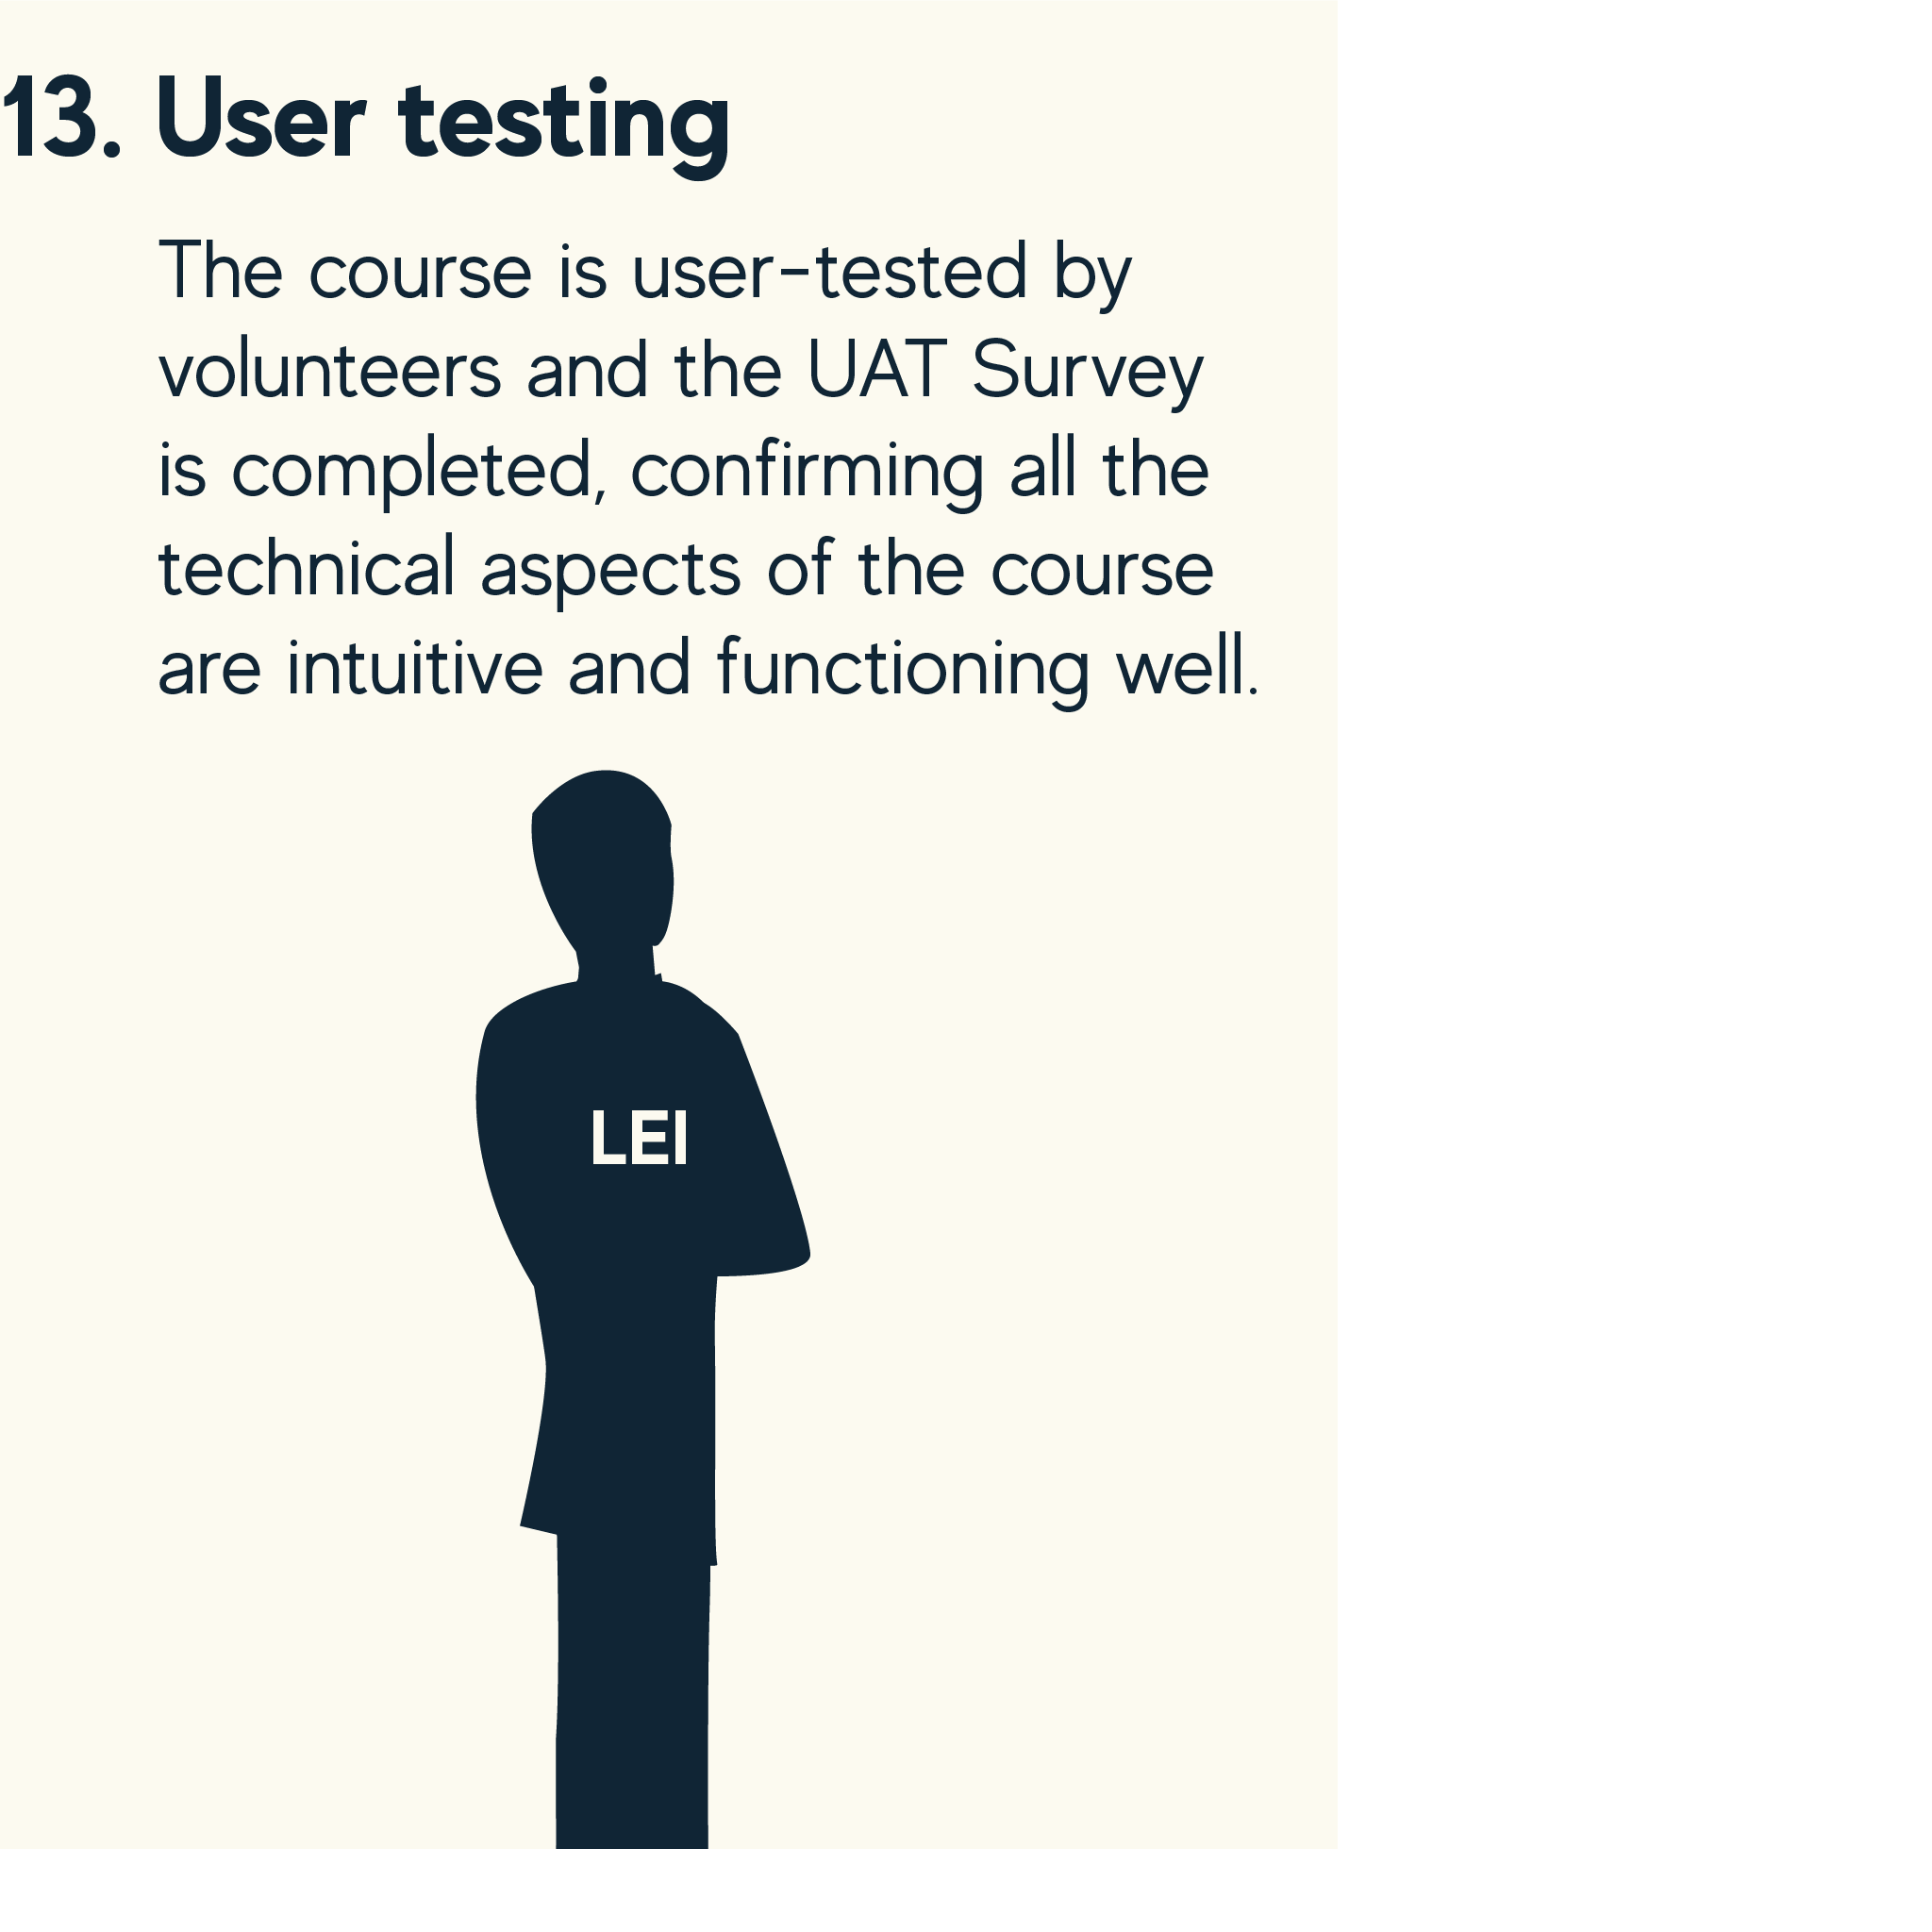 13. User testing
The course is user-tested by
volunteers and the UAT Survey
is completed, confirming all the
technical aspects of the course
are intuitive and functioning well.
LEI